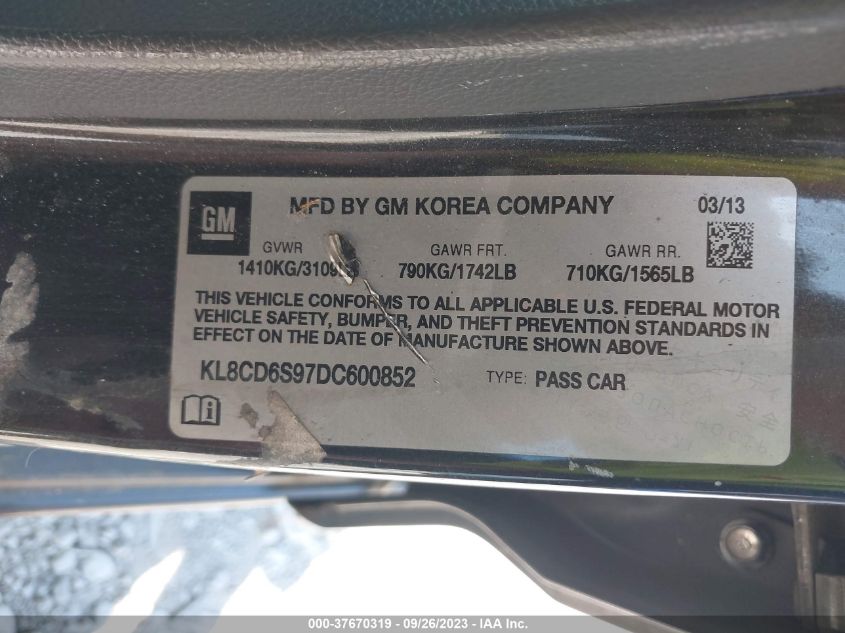 GM
MFD BY GM KOREA COMPANY 03/13
GVWR GAWR FRT. GAWR RR.
1410KG/3109LB 790KG/1742LB 710KG/1565LB
THIS VEHICLE CONFORMS TO ALL APPLICABLE U.S. FEDERAL MOTOR
VEHICLE SAFETY, BUMPER, AND THEFT PREVENTION STANDARDS IN
EFFECT ON THE DATE OF MANUFACTURE SHOWN ABOVE.
KL8CD6S97DC600852 TYPE: PASS CAR
000-37670319 - 09/26/2023 - IAA Inc.